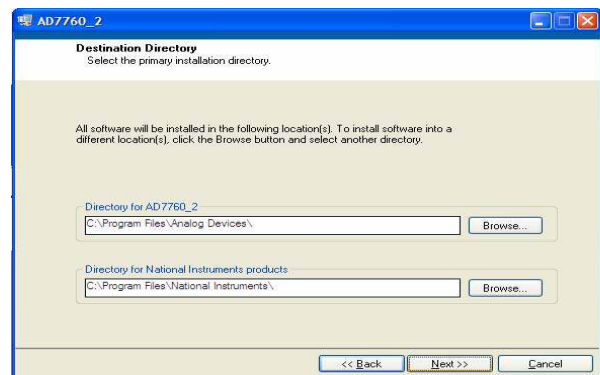 AD7760_2
Destination Directory
Select the primary installation directory.
All software will be installed in the following location(s). To install software into a
different location(s), click the Browse button and select another directory.
Directory for AD7760_2
C:\Program Files\Analog Devices\
Browse...
Directory for National Instruments products
C:\Program Files\National Instruments\
Browse...
<< Back
Next >>
Cancel